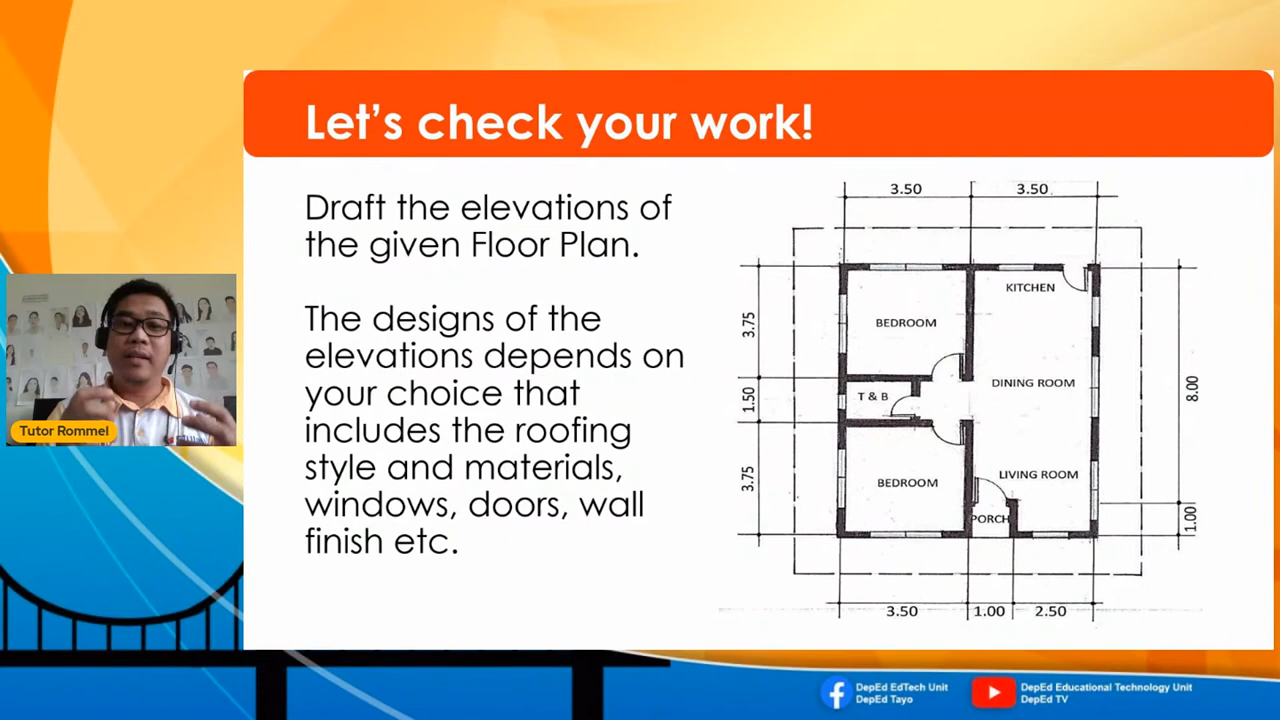 Let's check your work!
Draft the elevations of
the given Floor Plan.
The designs of the
elevations depends on
your choice that
includes the roofing
style and materials,
windows, doors, wall
finish etc.
Tutor Rommel
3.50
3.50
KITCHEN
3.75
BEDROOM
DINING ROOM
8.00
1.50
T & B
3.75
BEDROOM
LIVING ROOM
PORCH
1.00
3.50
1.00
2.50
DepEd EdTech Unit
DepEd Tayo
DepEd Educational Technology Unit
DepEd TV